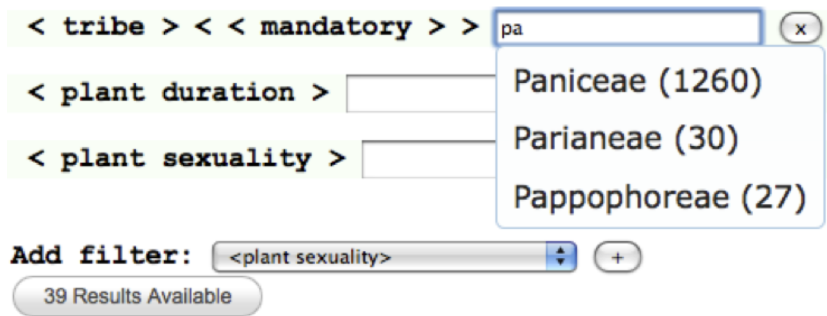 < tribe > < < mandatory > > pa x
Paniceae (1260)
< plant duration >
Parianeae (30)
< plant sexuality >
Pappophoreae (27)
Add filter: <plant sexuality> +
39 Results Available